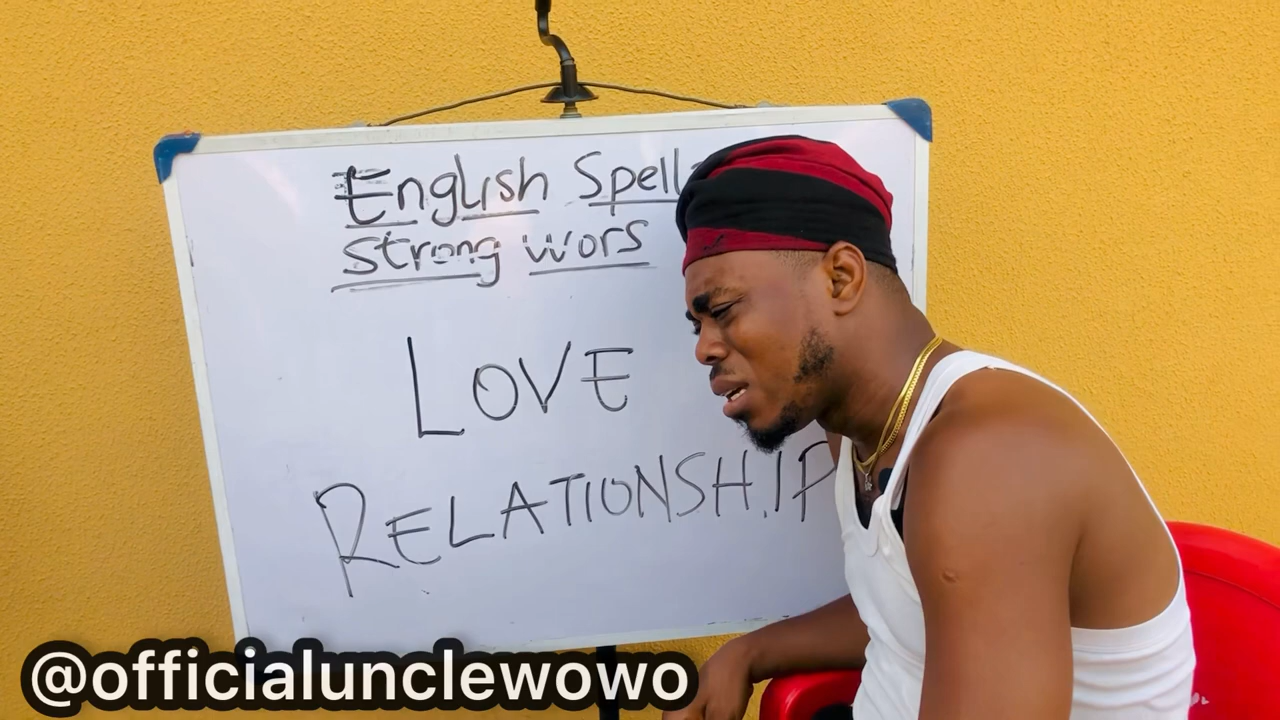 English Spell
Strong wors
LOVE
RELATIONSHIP
@officialunclewowo